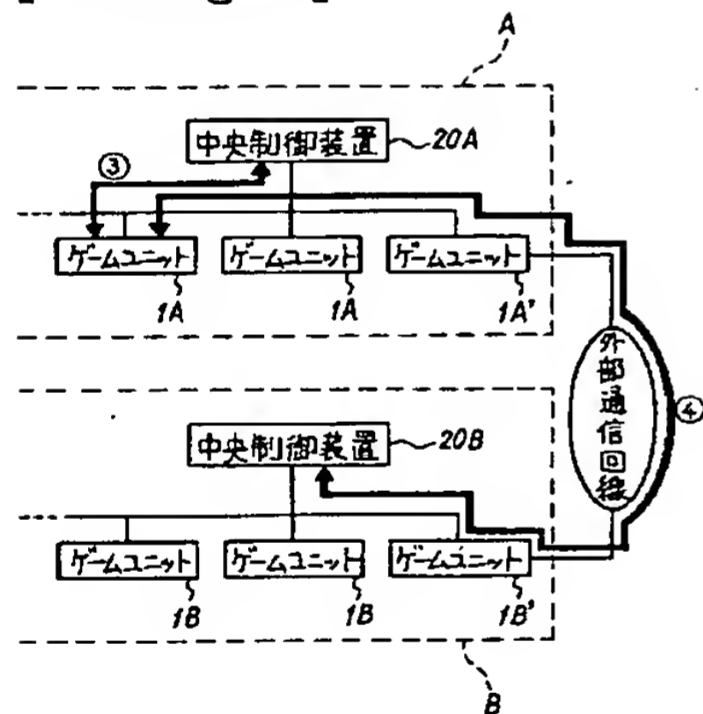 A
中央制御装置
20A
③
ゲームユニット
ゲームユニット
ゲームユニット
1A
1A
1A'
外部通信回線
④
中央制御装置
20B
ゲームユニット
ゲームユニット
ゲームユニット
1B
1B
1B'
B